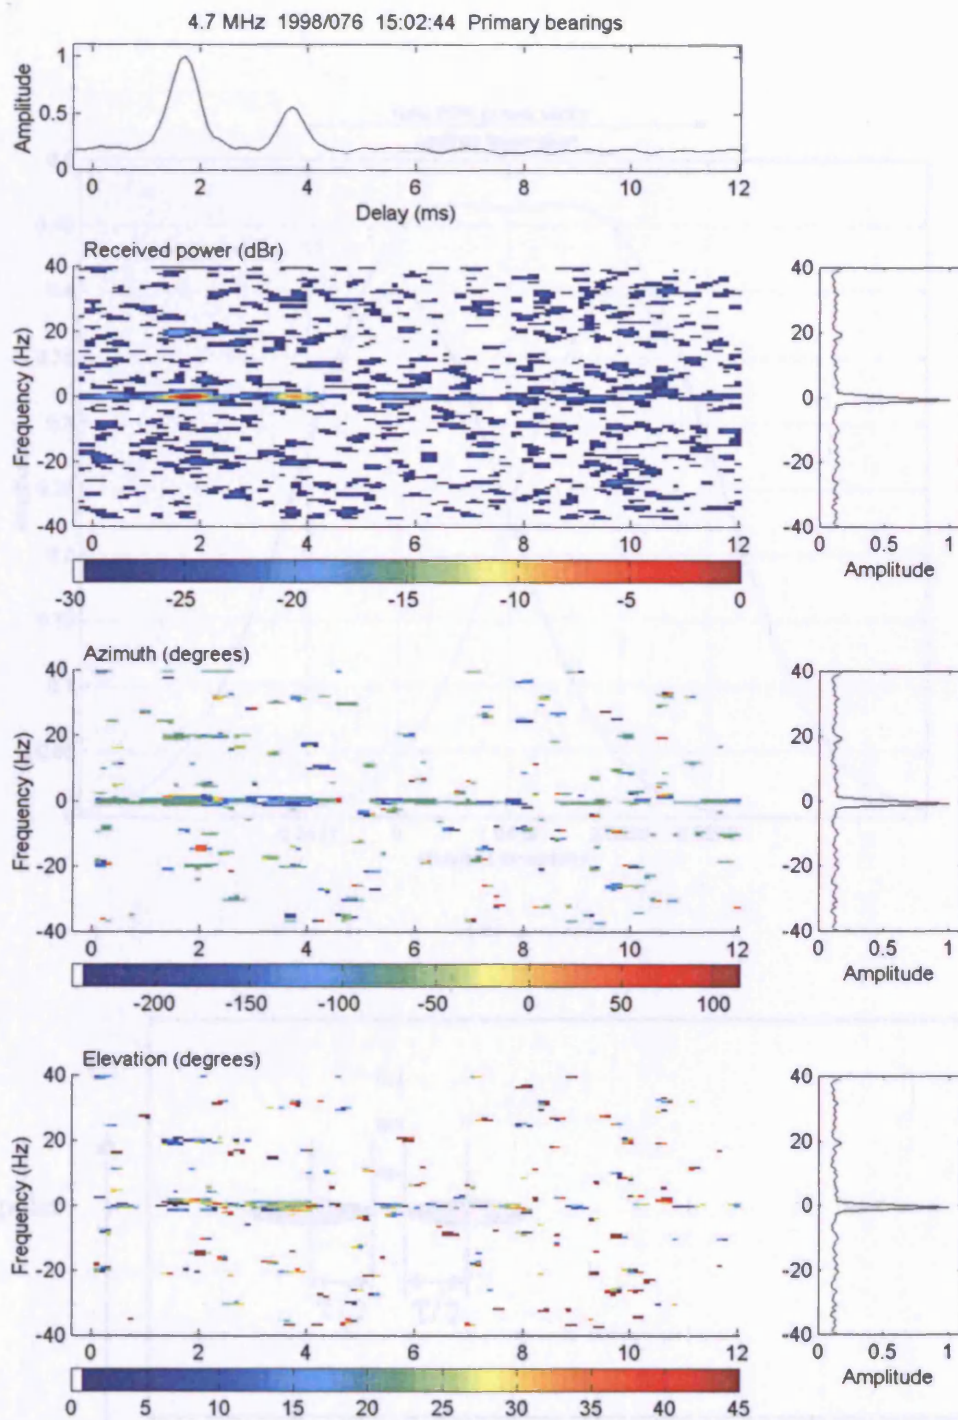 4.7 MHz 1998/076 15:02:44 Primary bearings
1
0.5
0
Amplitude
0 2 4 6 8 10 12
Delay (ms)
Received power (dBr)
40
20
0
-20
-40
Frequency (Hz)
0 2 4 6 8 10 12
-30 -25 -20 -15 -10 -5 0
40
20
0
-20
-40
0 0.5 1
Amplitude
Azimuth (degrees)
40
20
0
-20
-40
Frequency (Hz)
0 2 4 6 8 10 12
-200 -150 -100 -50 0 50 100
40
20
0
-20
-40
0 0.5 1
Amplitude
Elevation (degrees)
40
20
0
-20
-40
Frequency (Hz)
0 2 4 6 8 10 12
0 5 10 15 20 25 30 35 40 45
40
20
0
-20
-40
0 0.5 1
Amplitude